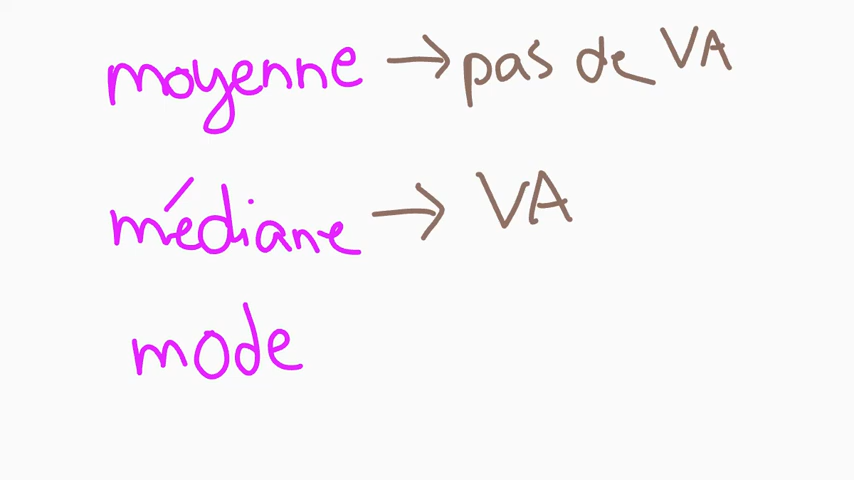 moyenne → pas de VA
médiane → VA
mode